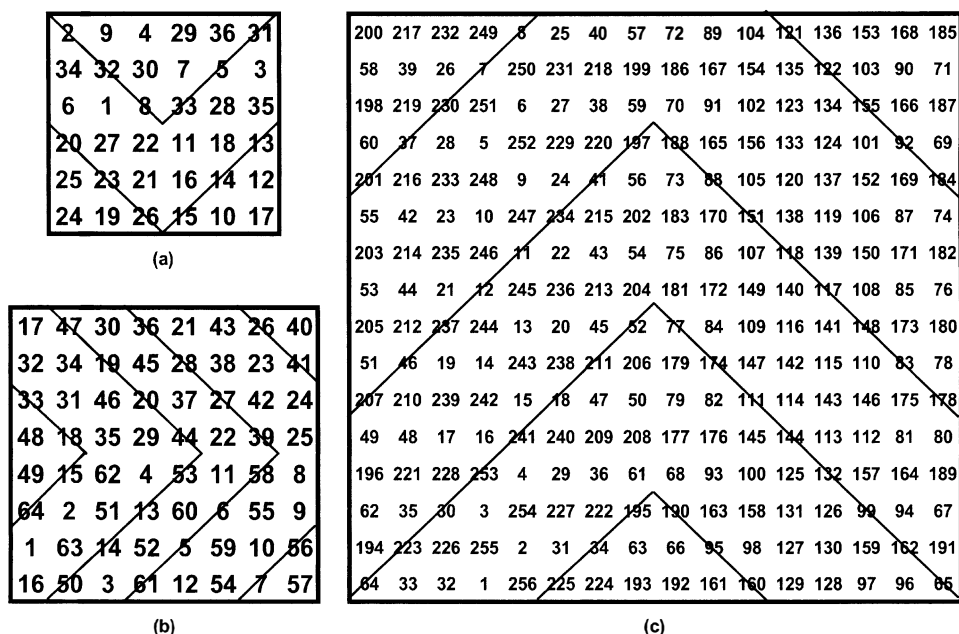 2 9 4 29 36 31
34 32 30 7 5 3
6 1 8 33 28 35
20 27 22 11 18 13
25 23 21 16 14 12
24 19 26 15 10 17
(a)
17 47 30 36 21 43 26 40
32 34 19 45 28 38 23 41
33 31 46 20 37 27 42 24
48 18 35 29 44 22 39 25
49 15 62 4 53 11 58 8
64 2 51 13 60 6 55 9
1 63 14 52 5 59 10 56
16 50 3 61 12 54 7 57
(b)
200 217 232 249 8 25 40 57 72 89 104 121 136 153 168 185
58 39 26 7 250 231 218 199 186 167 154 135 122 103 90 71
198 219 230 251 6 27 38 59 70 91 102 123 134 155 166 187
60 37 28 5 252 229 220 197 188 165 156 133 124 101 92 69
201 216 233 248 9 24 41 56 73 88 105 120 137 152 169 184
55 42 23 10 247 234 215 202 183 170 151 138 119 106 87 74
203 214 235 246 11 22 43 54 75 86 107 118 139 150 171 182
53 44 21 12 245 236 213 204 181 172 149 140 117 108 85 76
205 212 237 244 13 20 45 52 77 84 109 116 141 148 173 180
51 46 19 14 243 238 211 206 179 174 147 142 115 110 83 78
207 210 239 242 15 18 47 50 79 82 111 114 143 146 175 178
49 48 17 16 241 240 209 208 177 176 145 144 113 112 81 80
196 221 228 253 4 29 36 61 68 93 100 125 132 157 164 189
62 35 30 3 254 227 222 195 190 163 158 131 126 99 94 67
194 223 226 255 2 31 34 63 66 95 98 127 130 159 162 191
64 33 32 1 256 225 224 193 192 161 160 129 128 97 96 65
(c)